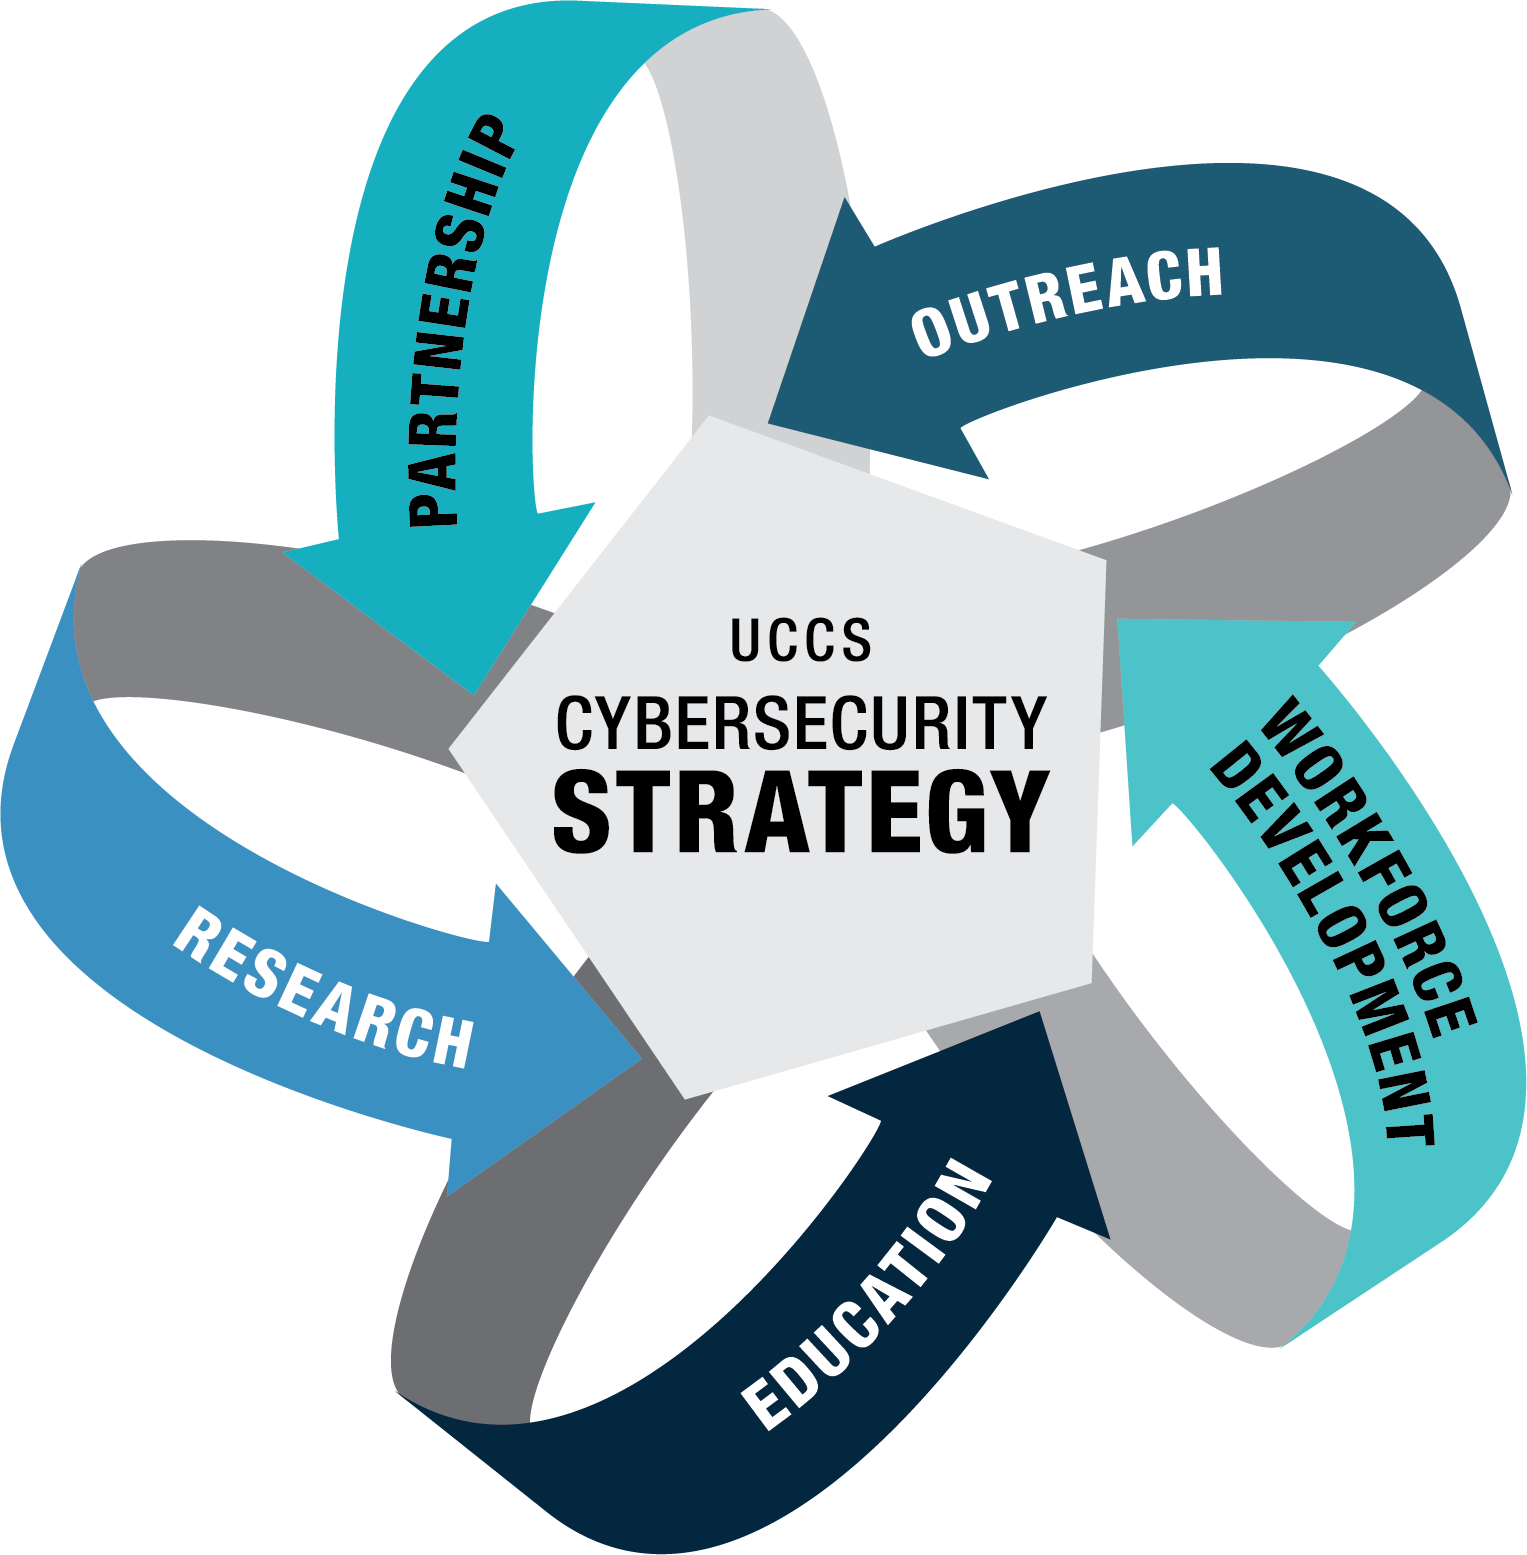 PARTNERSHIP
OUTREACH
UCCS
CYBERSECURITY
STRATEGY
WORKFORCE
DEVELOPMENT
RESEARCH
EDUCATION